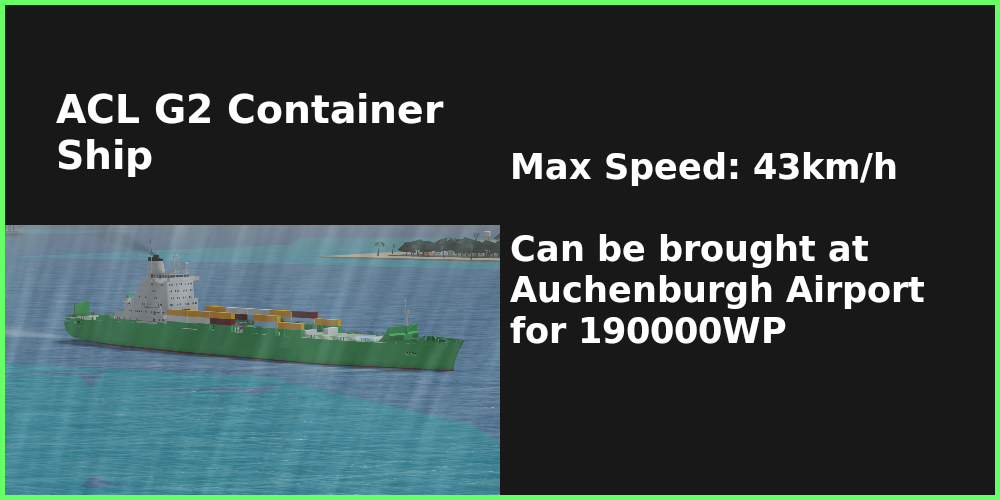 ACL G2 Container
Ship
Max Speed: 43km/h
Can be brought at
Auchenburgh Airport
for 190000WP